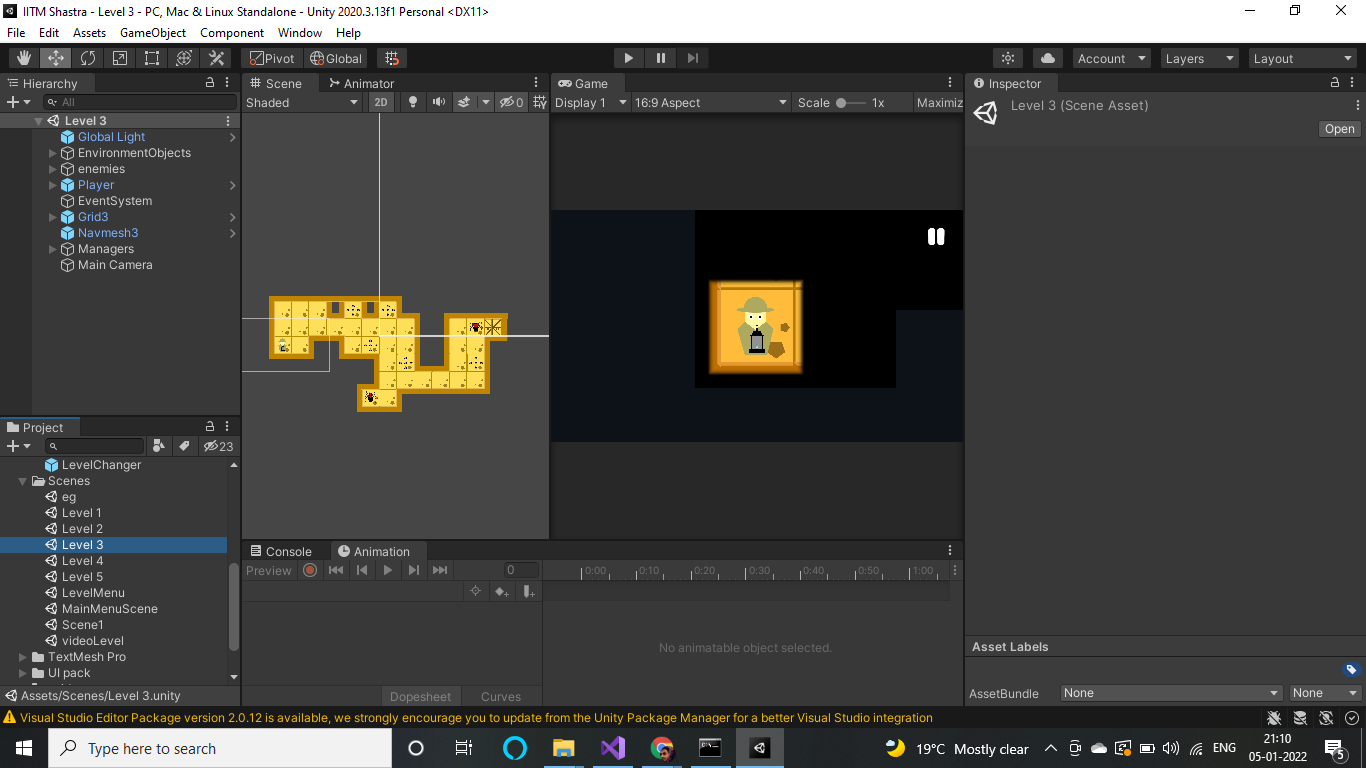 IITM Shastra - Level 3 - PC, Mac & Linux Standalone - Unity 2020.3.13f1 Personal <DX11>
File Edit Assets GameObject Component Window Help
Pivot Global Account Layers Layout
Hierarchy
All
Level 3
Global Light
EnvironmentObjects
enemies
Player
EventSystem
Grid3
Navmesh3
Managers
Main Camera
Scene Animator
Shaded 2D 0
Game
Display 1 16:9 Aspect Scale 1x Maximiz
Inspector
Level 3 (Scene Asset)
Open
Project
23
LevelChanger
Scenes
eg
Level 1
Level 2
Level 3
Level 4
Level 5
LevelMenu
MainMenuScene
Scene1
videoLevel
TextMesh Pro
UI pack
Assets/Scenes/Level 3.unity
Console Animation
Preview 0 0:00 0:10 0:20 0:30 0:40 0:50 1:00
No animatable object selected.
Dopesheet Curves
Asset Labels
AssetBundle None None
Visual Studio Editor Package version 2.0.12 is available, we strongly encourage you to update from the Unity Package Manager for a better Visual Studio integration
Type here to search
19°C Mostly clear ENG 21:10
05-01-2022
5